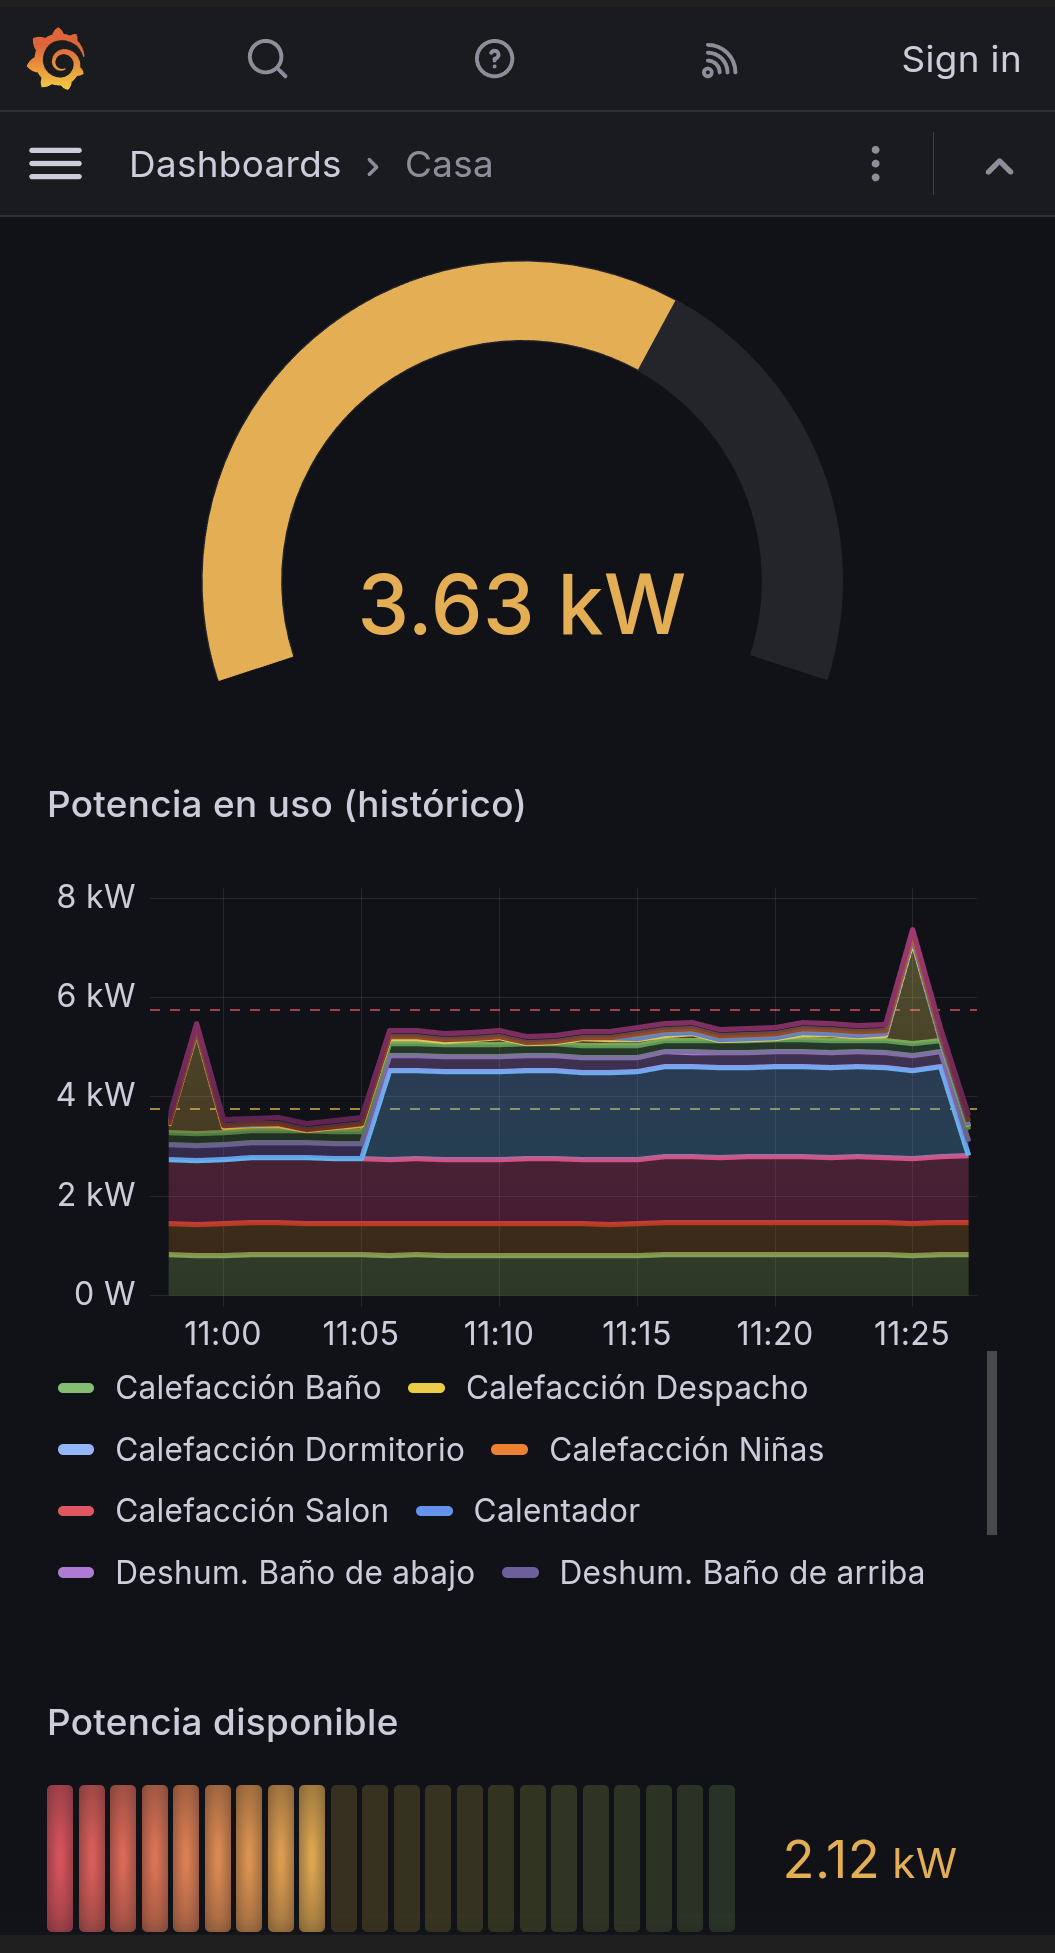 Sign in
Dashboards › Casa
3.63 kW
Potencia en uso (histórico)
8 kW
6 kW
4 kW
2 kW
0 W
11:00 11:05 11:10 11:15 11:20 11:25
Calefacción Baño Calefacción Despacho
Calefacción Dormitorio Calefacción Niñas
Calefacción Salon Calentador
Deshum. Baño de abajo Deshum. Baño de arriba
Potencia disponible
2.12 kW